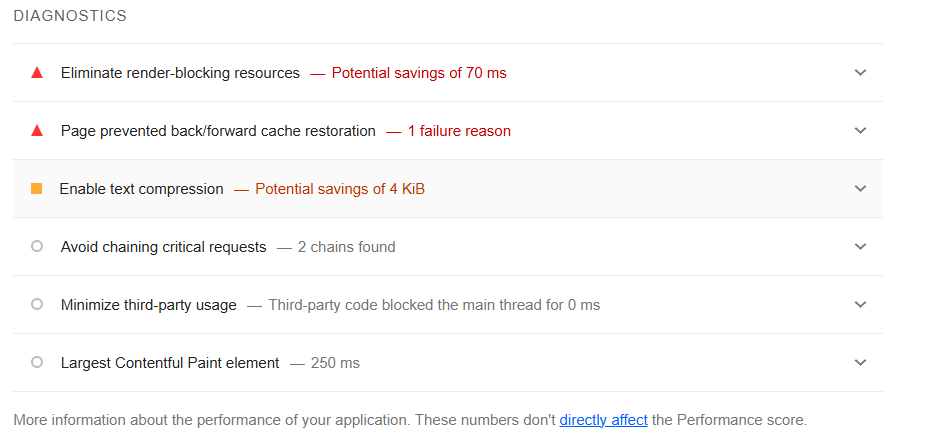 DIAGNOSTICS
Eliminate render-blocking resources — Potential savings of 70 ms
Page prevented back/forward cache restoration — 1 failure reason
Enable text compression — Potential savings of 4 KiB
Avoid chaining critical requests — 2 chains found
Minimize third-party usage — Third-party code blocked the main thread for 0 ms
Largest Contentful Paint element — 250 ms
More information about the performance of your application. These numbers don't directly affect the Performance score.